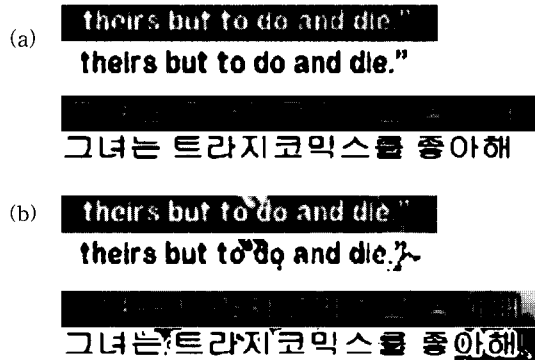 (a)
theirs but to do and die."
theirs but to do and die."
그녀는 트라지코믹스를 좋아해
(b)
theirs but to do and die."
theirs but to do and die."
그녀는 트라지코믹스를 좋아해